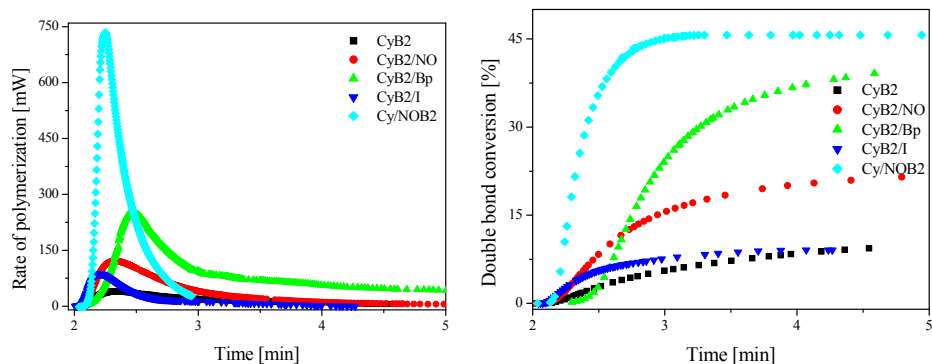 Rate of polymerization [mW]
750
600
450
300
150
0
2
3
4
5
Time [min]
CyB2
CyB2/NO
CyB2/Bp
CyB2/I
Cy/NOB2
Double bond conversion [%]
45
30
15
0
2
3
4
5
Time [min]
CyB2
CyB2/NO
CyB2/Bp
CyB2/I
Cy/NOB2